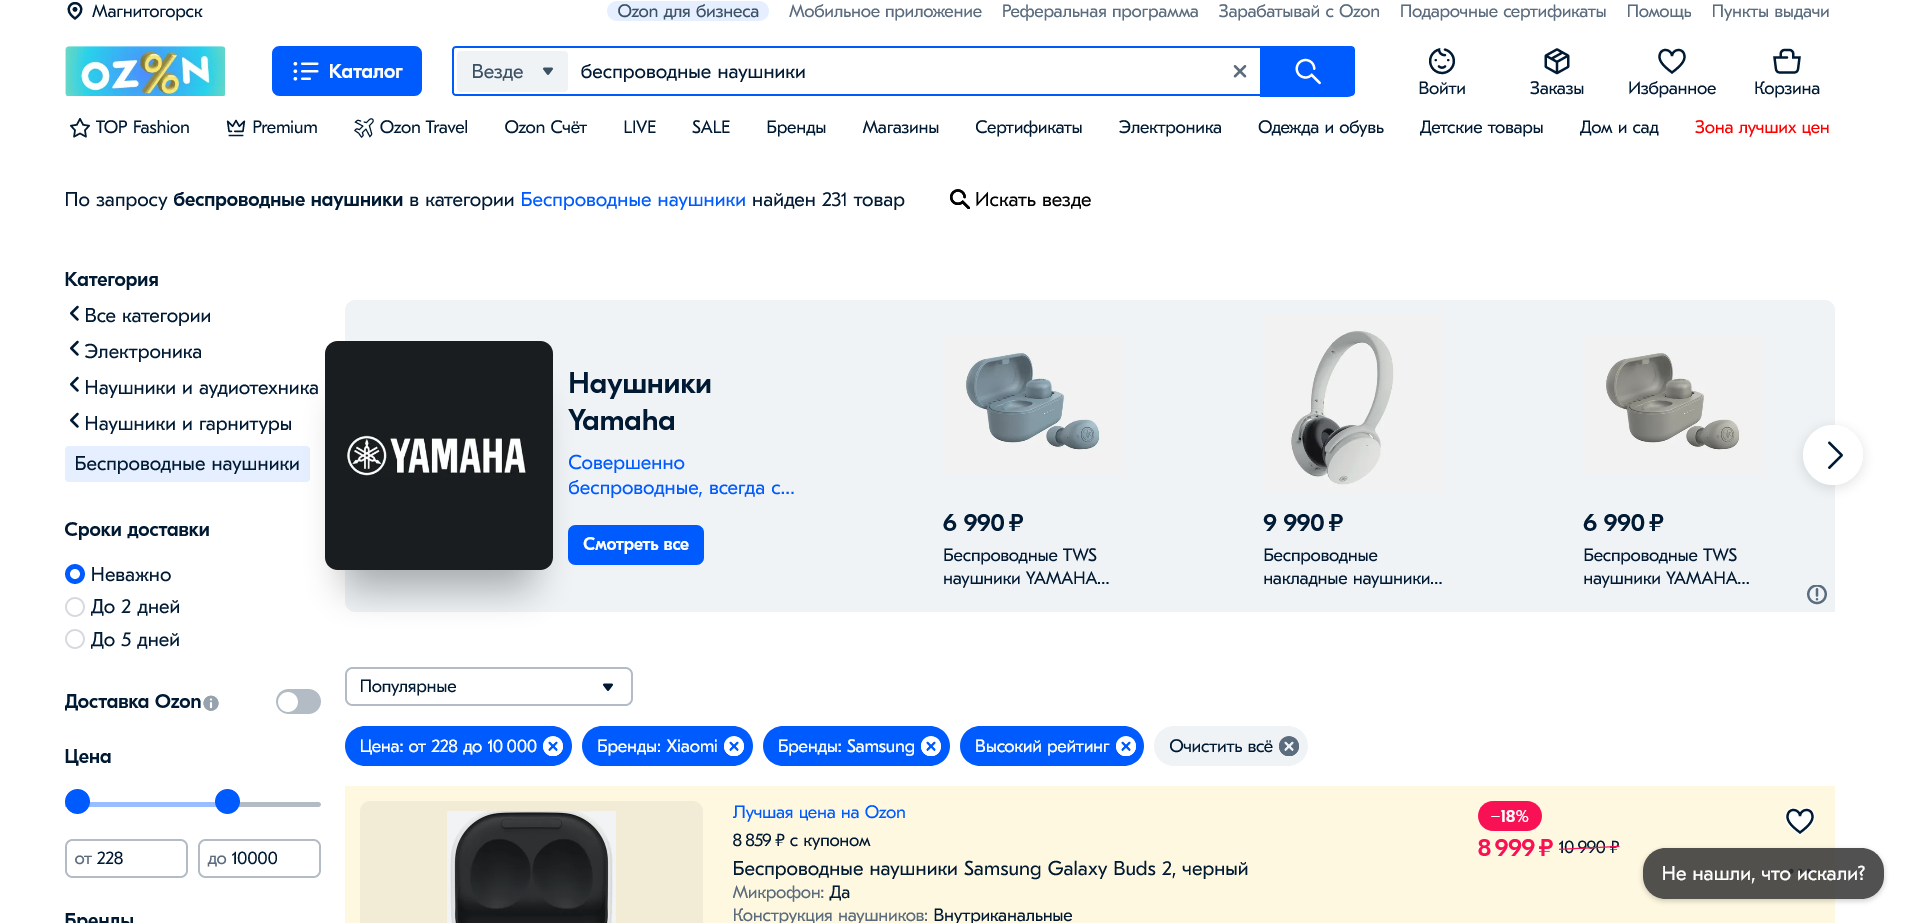 Магнитогорск
Ozon для бизнеса Мобильное приложение Реферальная программа Зарабатывай с Ozon Подарочные сертификаты Помощь Пункты выдачи
OZ%N
Каталог
Везде беспроводные наушники
Войти Заказы Избранное Корзина
TOP Fashion Premium Ozon Travel Ozon Счёт LIVE SALE Бренды Магазины Сертификаты Электроника Одежда и обувь Детские товары Дом и сад Зона лучших цен
По запросу беспроводные наушники в категории Беспроводные наушники найден 231 товар Искать везде
Категория
Все категории
Электроника
Наушники и аудиотехника
Наушники и гарнитуры
Беспроводные наушники
Сроки доставки
Неважно
До 2 дней
До 5 дней
Доставка Ozon
Цена
от 228 до 10000
Бренды
YAMAHA
Наушники
Yamaha
Совершенно
беспроводные, всегда с...
Смотреть все
6 990 ₽
Беспроводные TWS
наушники YAMAHA...
9 990 ₽
Беспроводные
накладные наушники...
6 990 ₽
Беспроводные TWS
наушники YAMAHA...
Популярные
Цена: от 228 до 10 000 Бренды: Xiaomi Бренды: Samsung Высокий рейтинг Очистить всё
Лучшая цена на Ozon
8 859 ₽ с купоном
Беспроводные наушники Samsung Galaxy Buds 2, черный
Микрофон: Да
Конструкция наушников: Внутриканальные
−18%
8 999 ₽ 10 990 ₽
Не нашли, что искали?